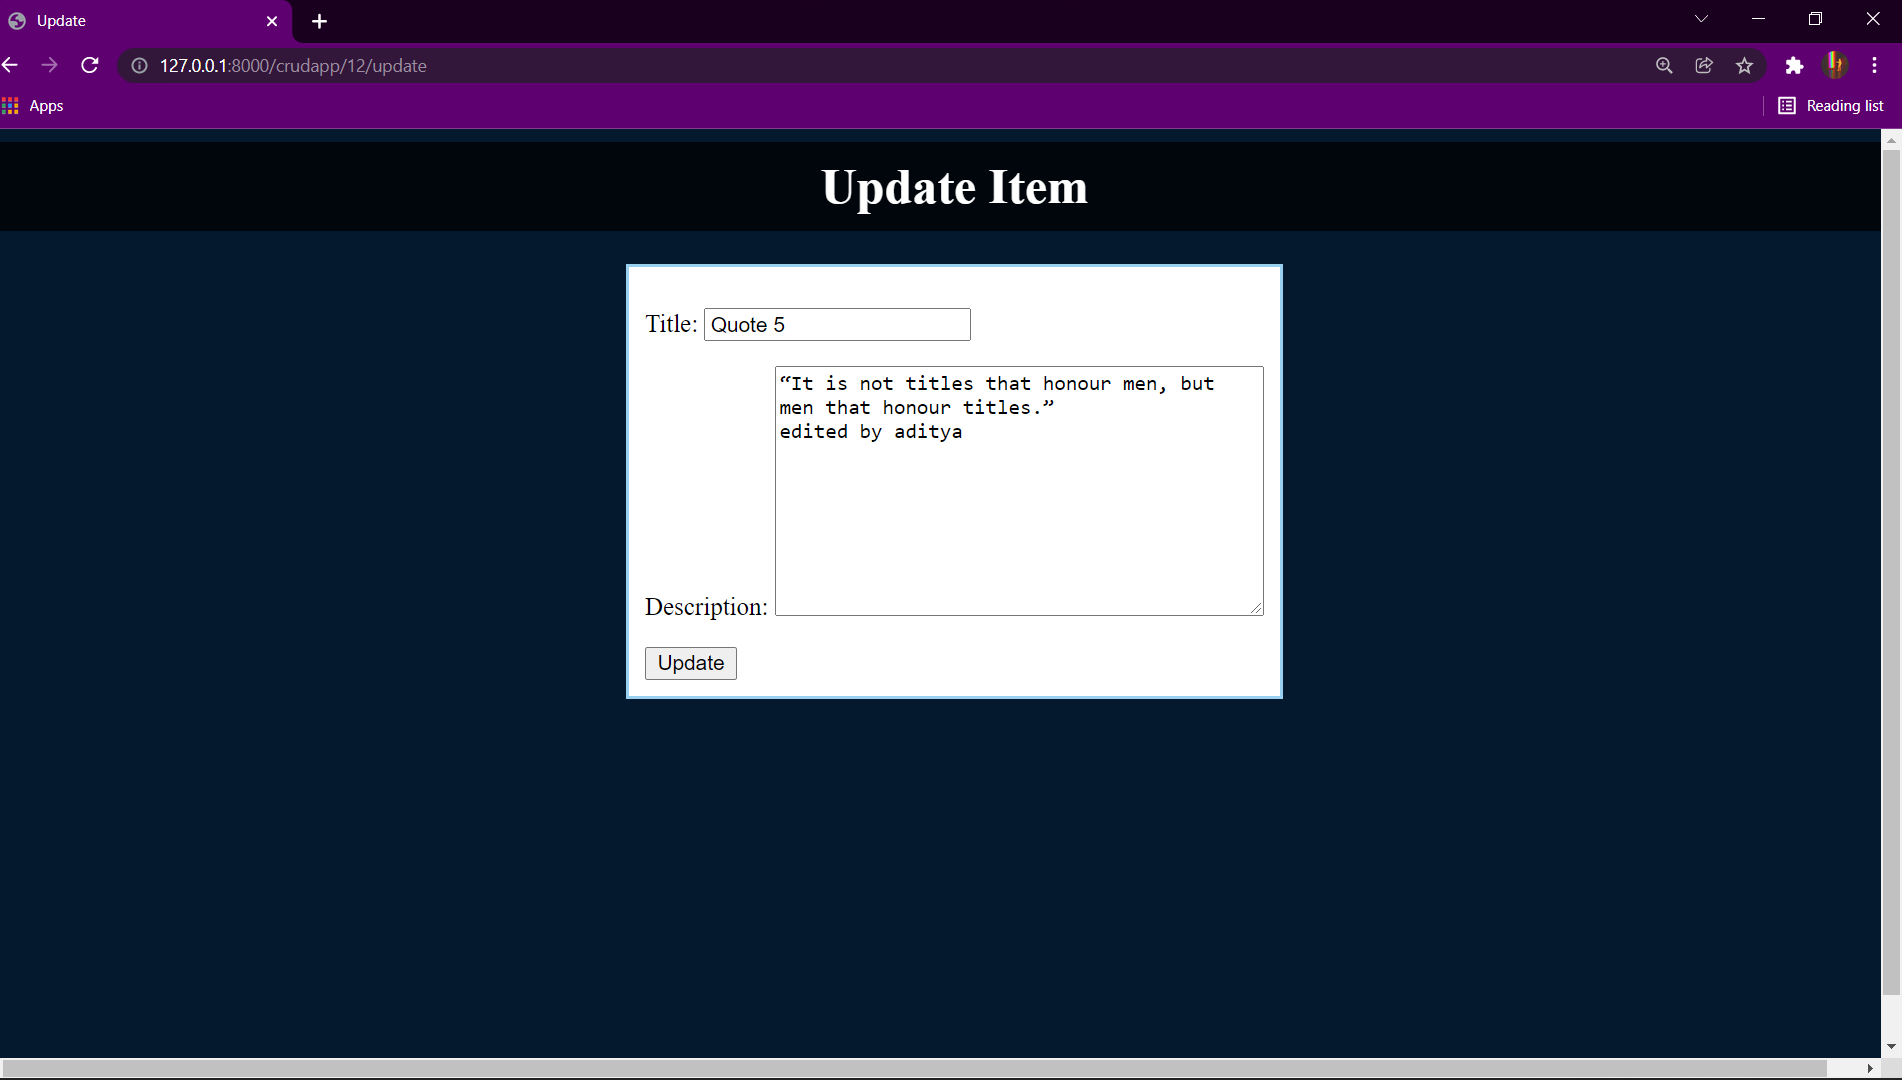 Update
127.0.0.1:8000/crudapp/12/update
Apps
Reading list
Update Item
Title: Quote 5
“It is not titles that honour men, but
men that honour titles.”
edited by aditya
Description:
Update